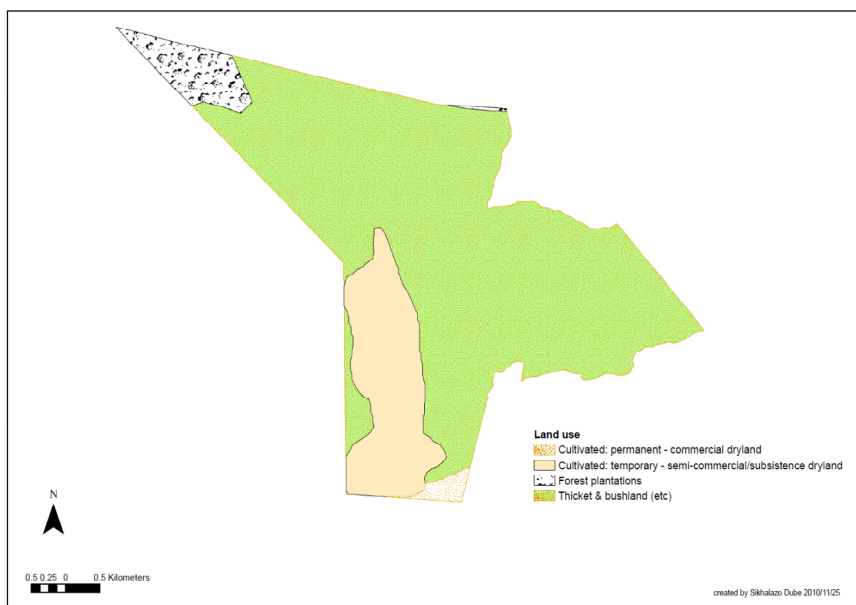 Land use
Cultivated: permanent - commercial dryland
Cultivated: temporary - semi-commercial/subsistence dryland
Forest plantations
Thicket & bushland (etc)
N
0.5 0.25 0 0.5 Kilometers
created by Sikhalazo Dube 2010/11/25